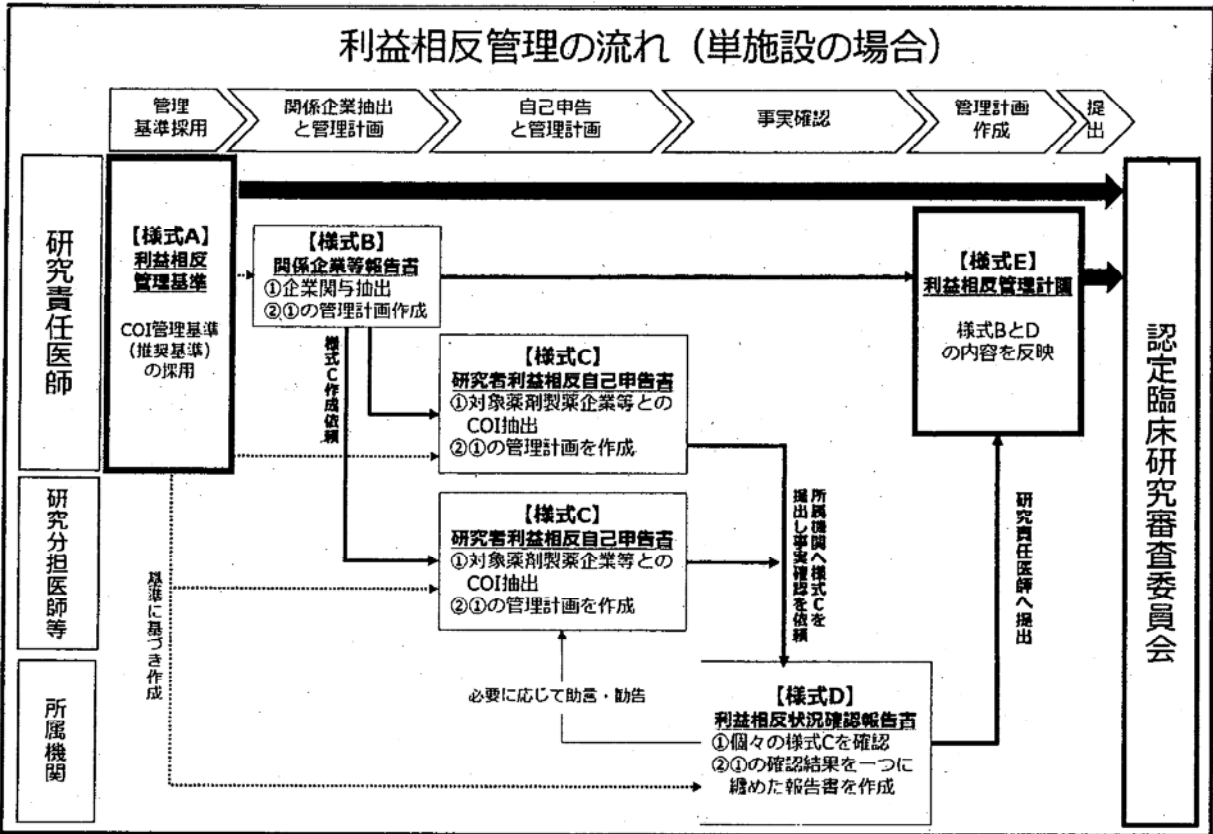 利益相反管理の流れ（単施設の場合）
管理
基準採用
関係企業抽出
と管理計画
自己申告
と管理計画
事実確認
管理計画
作成
提出
研究責任医師
【様式A】
利益相反
管理基準
COI管理基準
（推奨基準）
の採用
【様式B】
関係企業等報告書
①企業関与抽出
②①の管理計画作成
様式C作成依頼
【様式C】
研究者利益相反自己申告書
①対象薬剤製薬企業等との
COI抽出
②①の管理計画を作成
【様式E】
利益相反管理計画
様式BとD
の内容を反映
認定臨床研究審査委員会
研究分担医師等
【様式C】
研究者利益相反自己申告書
①対象薬剤製薬企業等との
COI抽出
②①の管理計画を作成
所属機関へ様式Cを
提出し事実確認を依頼
研究責任医師へ提出
基準に基づき作成
所属機関
必要に応じて助言・勧告
【様式D】
利益相反状況確認報告書
①個々の様式Cを確認
②①の確認結果を一つに
纏めた報告書を作成